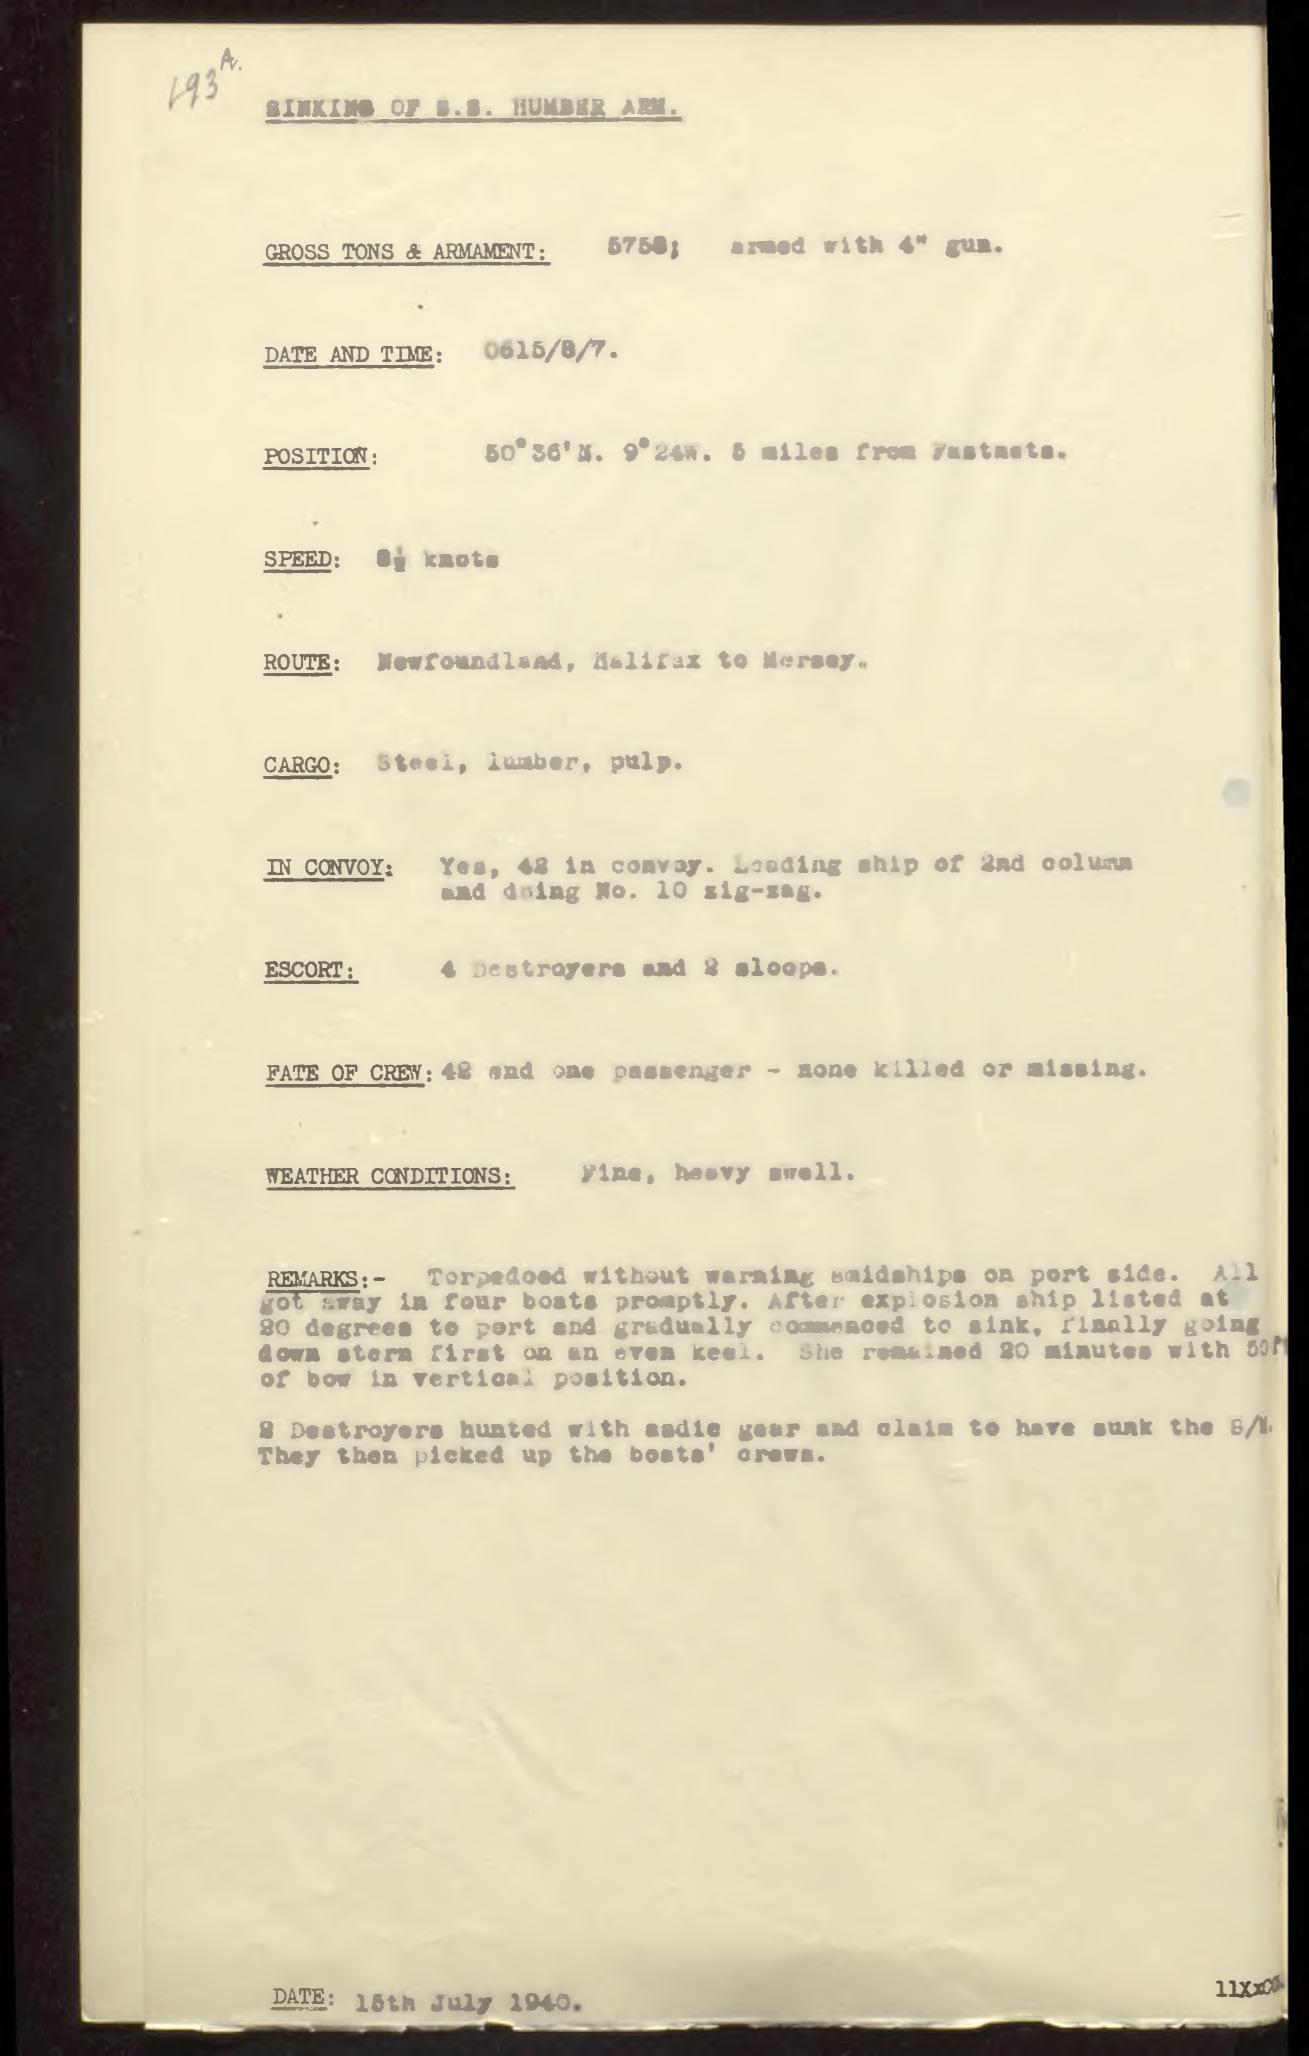 193 A.
SINKING OF S.S. HUMBER ARM.
GROSS TONS & ARMAMENT: 5758; armed with 4" gun.
DATE AND TIME: 0615/8/7.
POSITION: 50°36'N. 9°24W. 5 miles from Fastnets.
SPEED: 8½ knots
ROUTE: Newfoundland, Halifax to Mersey.
CARGO: Steel, lumber, pulp.
IN CONVOY: Yes, 42 in convoy. Leading ship of 2nd column
and doing No. 10 zig-zag.
ESCORT: 4 Destroyers and 2 sloops.
FATE OF CREW: 42 and one passenger - none killed or missing.
WEATHER CONDITIONS: Fine, heavy swell.
REMARKS:- Torpedoed without warning amidships on port side. All
got away in four boats promptly. After explosion ship listed at
20 degrees to port and gradually commenced to sink, finally going
down stern first on an even keel. She remained 20 minutes with 50ft
of bow in vertical position.
2 Destroyers hunted with asdic gear and claim to have sunk the S/M.
They then picked up the boats' crews.
DATE: 15th July 1940.